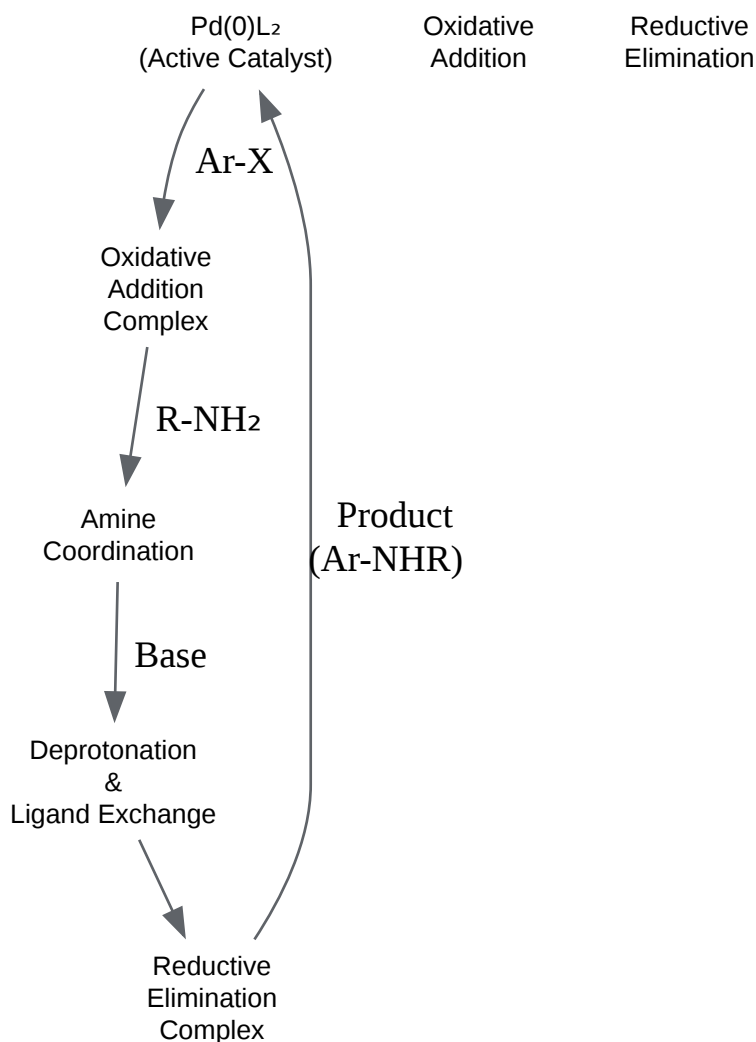 Pd(0)L₂
(Active Catalyst)
Oxidative
Addition
Reductive
Elimination
Ar-X
Oxidative
Addition
Complex
R-NH₂
Amine
Coordination
Product
(Ar-NHR)
Base
Deprotonation
&
Ligand Exchange
Reductive
Elimination
Complex